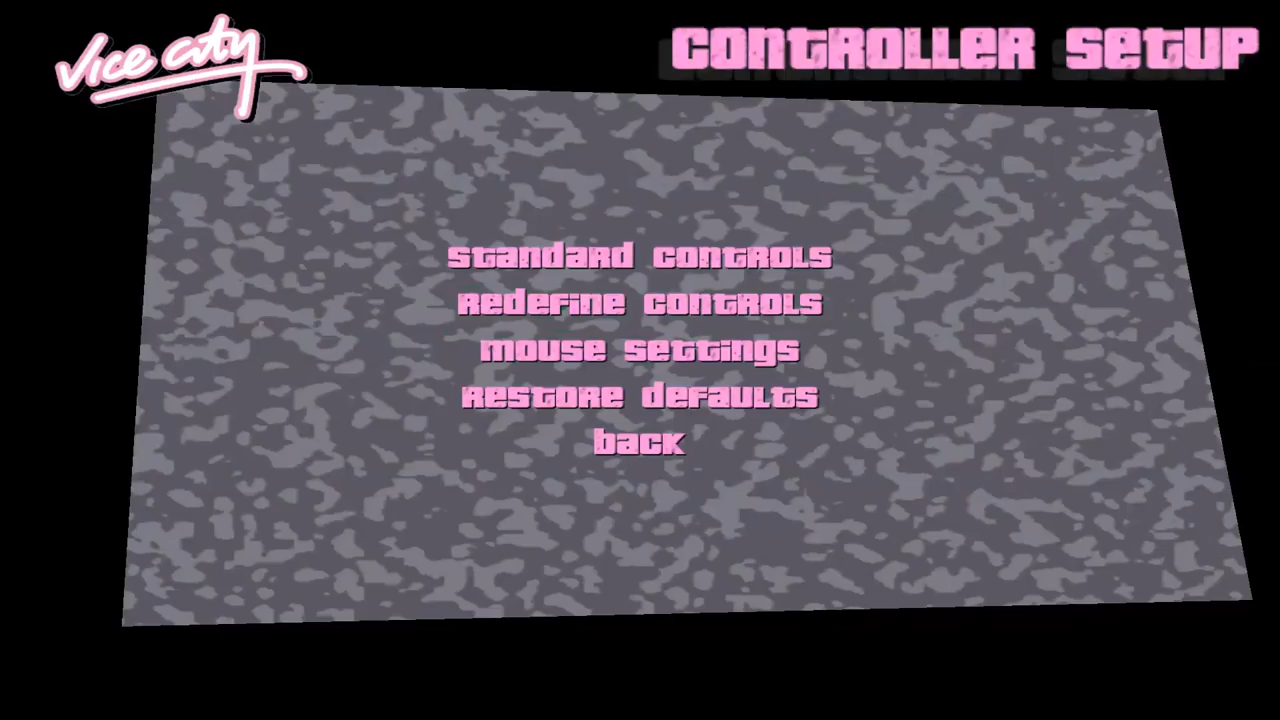 Vice City
CONTROLLER SETUP
STANDARD CONTROLS
REDEFINE CONTROLS
MOUSE SETTINGS
RESTORE DEFAULTS
BACK